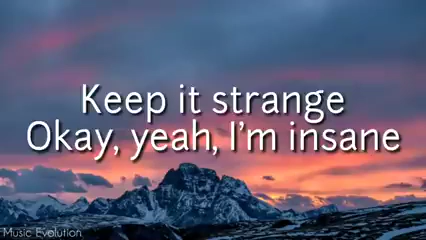 Keep it strange
Okay, yeah, I'm insane
Music Evolution